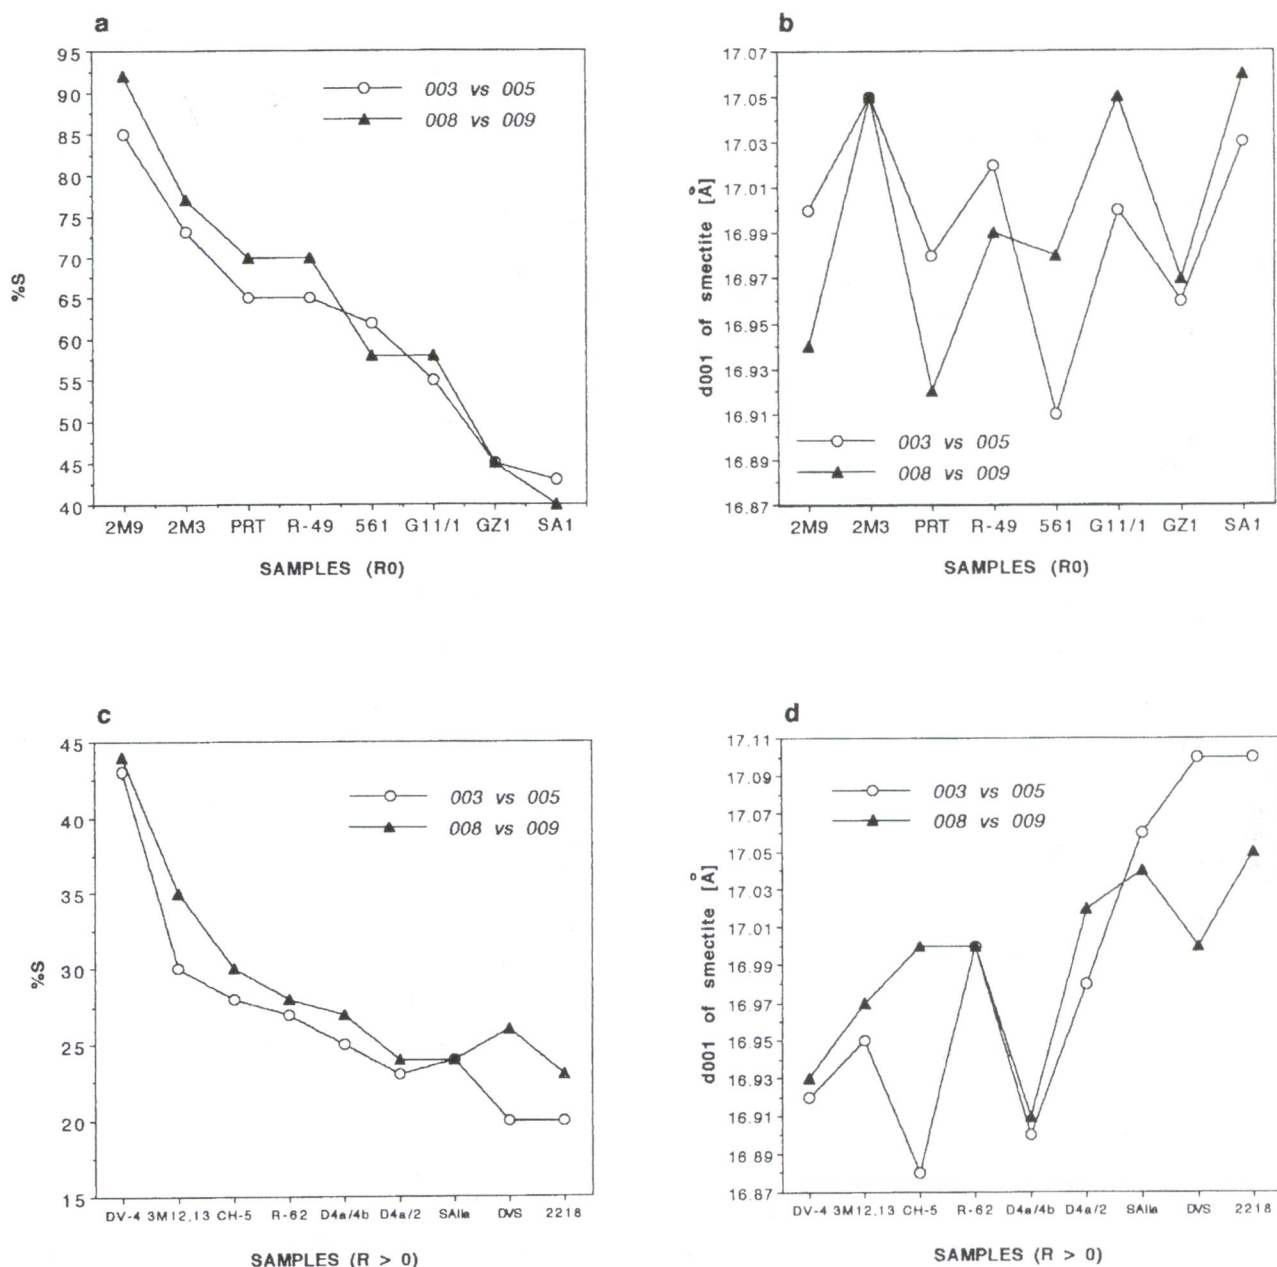 a
95
90
85
80
75
70
65
60
55
50
45
40
%S
003 vs 005
008 vs 009
2M9 2M3 PRT R-49 561 G11/1 GZ1 SA1
SAMPLES (R0)
b
17.07
17.05
17.03
17.01
16.99
16.97
16.95
16.93
16.91
16.89
16.87
d001 of smectite [Å]
003 vs 005
008 vs 009
2M9 2M3 PRT R-49 561 G11/1 GZ1 SA1
SAMPLES (R0)
c
45
40
35
30
25
20
15
%S
003 vs 005
008 vs 009
DV-4 3M12,13 CH-5 R-62 D4a/4b D4a/2 SAIIa DVS 2218
SAMPLES (R > 0)
d
17.11
17.09
17.07
17.05
17.03
17.01
16.99
16.97
16.95
16.93
16.91
16.89
16.87
d001 of smectite [Å]
003 vs 005
008 vs 009
DV-4 3M12,13 CH-5 R-62 D4a/4b D4a/2 SAIIa DVS 2218
SAMPLES (R > 0)